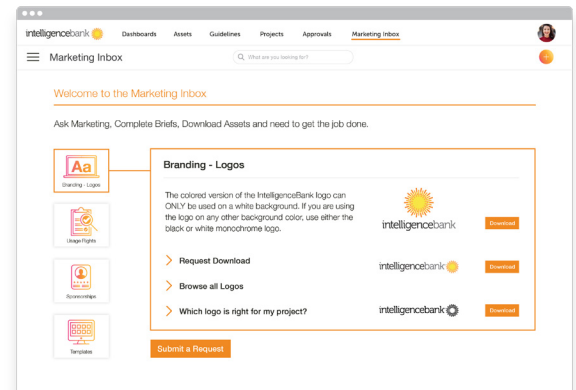 intelligencebank
Dashboards Assets Guidelines Projects Approvals Marketing Inbox
Marketing Inbox
What are you looking for?
Welcome to the Marketing Inbox
Ask Marketing, Complete Briefs, Download Assets and need to get the job done.
Aa
Branding - Logos
Usage Rights
Sponsorships
Templates
Branding - Logos
The colored version of the IntelligenceBank logo can
ONLY be used on a white background. If you are using
the logo on any other background color, use either the
black or white monochrome logo.
Request Download
Browse all Logos
Which logo is right for my project?
intelligencebank
Download
intelligencebank
Download
intelligencebank
Download
Submit a Request